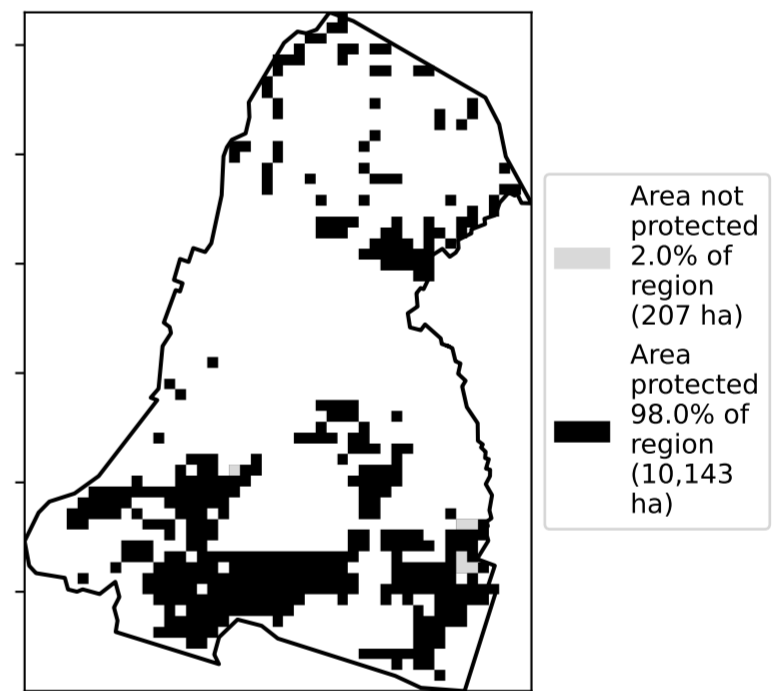 Area not
protected
2.0% of
region
(207 ha)
Area
protected
98.0% of
region
(10,143
ha)